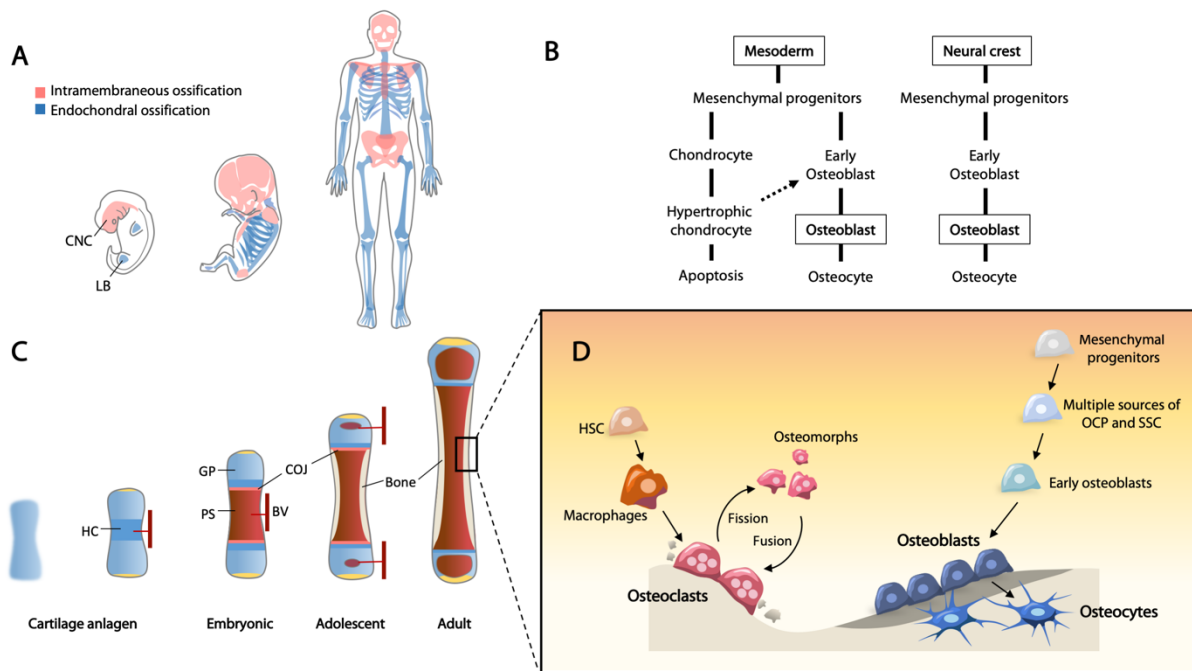 A
Intramembraneous ossification
Endochondral ossification
CNC
LB
B
Mesoderm
Neural crest
Mesenchymal progenitors
Mesenchymal progenitors
Chondrocyte
Early
Osteoblast
Early
Osteoblast
Hypertrophic
chondrocyte
Osteoblast
Osteoblast
Apoptosis
Osteocyte
Osteocyte
C
GP
COJ
Bone
HC
PS
BV
Cartilage anlagen
Embryonic
Adolescent
Adult
D
Mesenchymal
progenitors
HSC
Multiple sources of
OCP and SSC
Osteomorphs
Macrophages
Early osteoblasts
Fission
Fusion
Osteoblasts
Osteoclasts
Osteocytes